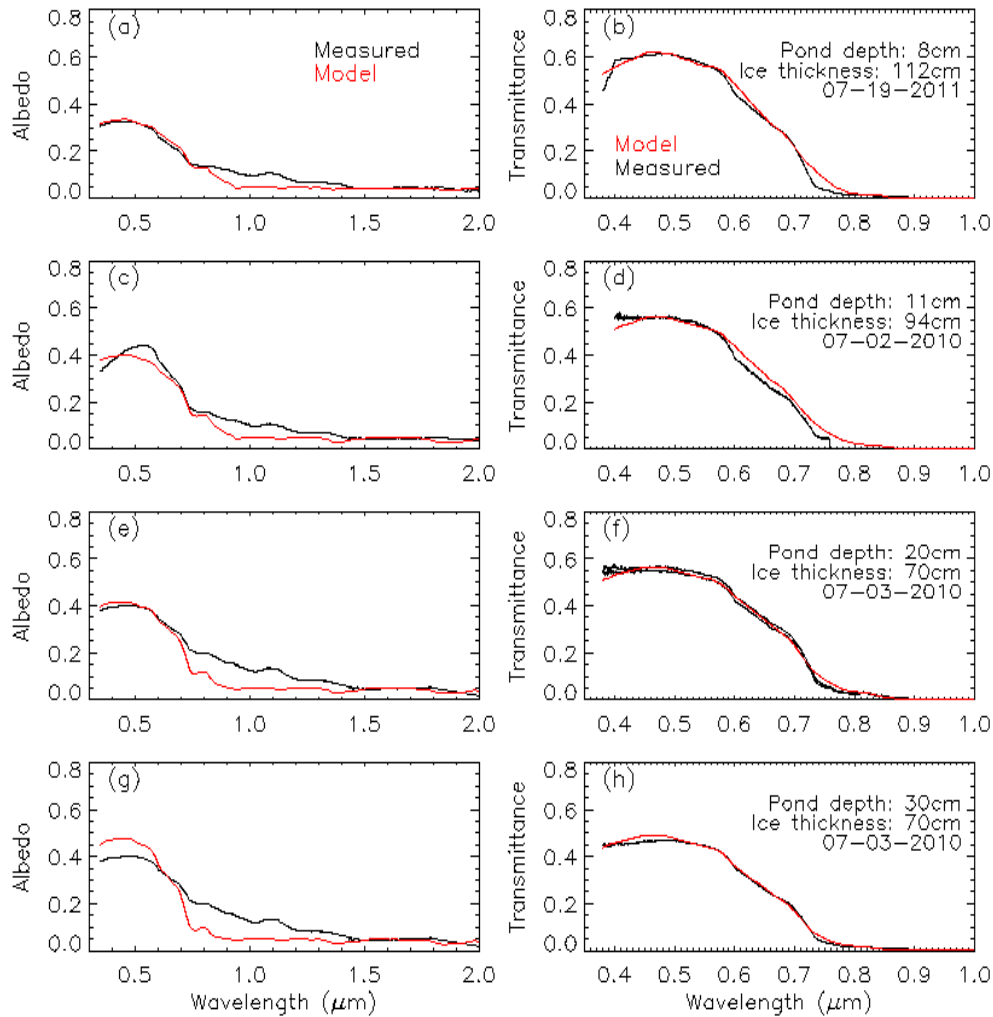 (a)
Measured
Model
Albedo
0.8
0.6
0.4
0.2
0.0
0.5 1.0 1.5 2.0
(b)
Pond depth: 8cm
Ice thickness: 112cm
07-19-2011
Model
Measured
Transmittance
0.8
0.6
0.4
0.2
0.0
0.4 0.5 0.6 0.7 0.8 0.9 1.0
(c)
Albedo
0.8
0.6
0.4
0.2
0.0
0.5 1.0 1.5 2.0
(d)
Pond depth: 11cm
Ice thickness: 94cm
07-02-2010
Transmittance
0.8
0.6
0.4
0.2
0.0
0.4 0.5 0.6 0.7 0.8 0.9 1.0
(e)
Albedo
0.8
0.6
0.4
0.2
0.0
0.5 1.0 1.5 2.0
(f)
Pond depth: 20cm
Ice thickness: 70cm
07-03-2010
Transmittance
0.8
0.6
0.4
0.2
0.0
0.4 0.5 0.6 0.7 0.8 0.9 1.0
(g)
Albedo
0.8
0.6
0.4
0.2
0.0
0.5 1.0 1.5 2.0
Wavelength (μm)
(h)
Pond depth: 30cm
Ice thickness: 70cm
07-03-2010
Transmittance
0.8
0.6
0.4
0.2
0.0
0.4 0.5 0.6 0.7 0.8 0.9 1.0
Wavelength (μm)